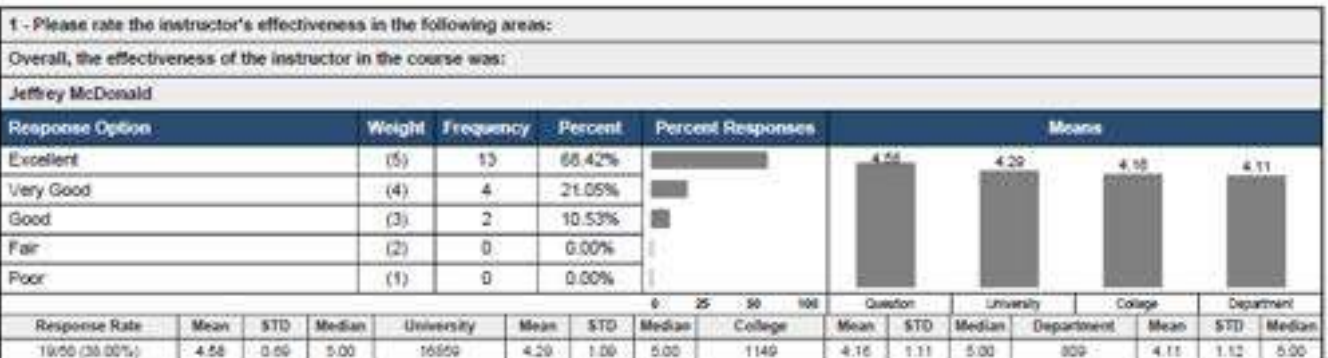 1 - Please rate the instructor's effectiveness in the following areas:
Overall, the effectiveness of the instructor in the course was:
Jeffrey McDonald
Response Option Weight Frequency Percent Percent Responses Means
Excellent (5) 13 68.42%
Very Good (4) 4 21.05%
Good (3) 2 10.53%
Fair (2) 0 0.00%
Poor (1) 0 0.00%
4.58 4.29 4.16 4.11
0 25 50 100 Question University College Department
Response Rate Mean STD Median University Mean STD Median College Mean STD Median Department Mean STD Median
19/50 (38.00%) 4.58 0.69 5.00 16859 4.29 1.09 5.00 1149 4.16 1.11 5.00 809 4.11 1.12 5.00